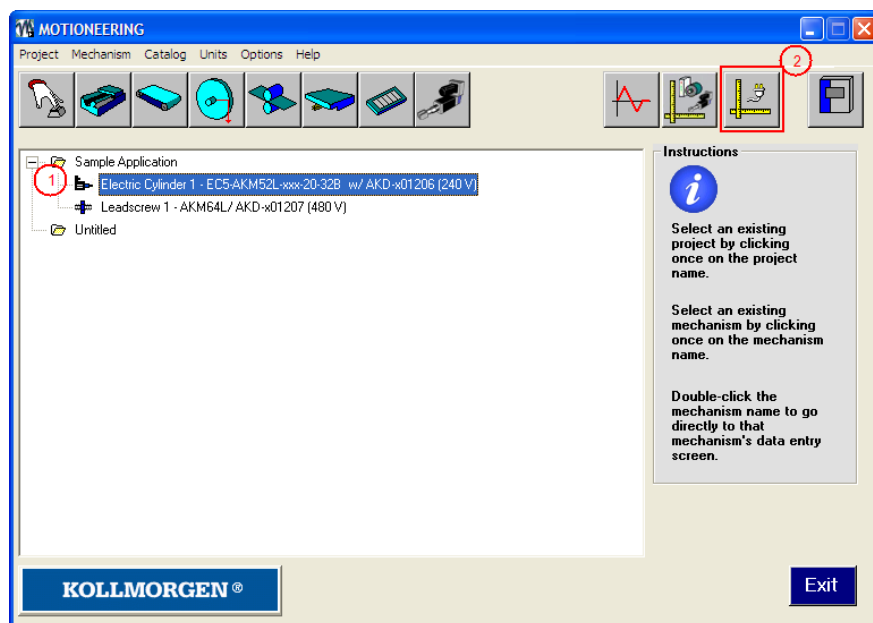 MOTIONEERING
Project Mechanism Catalog Units Options Help
2
Instructions
Sample Application
1
Electric Cylinder 1 - EC5-AKM52L-xxx-20-32B w/ AKD-x01206 (240 V)
Leadscrew 1 - AKM64L / AKD-x01207 (480 V)
Untitled
i
Select an existing
project by clicking
once on the project
name.
Select an existing
mechanism by clicking
once on the mechanism
name.
Double-click the
mechanism name to go
directly to that
mechanism's data entry
screen.
KOLLMORGEN ®
Exit